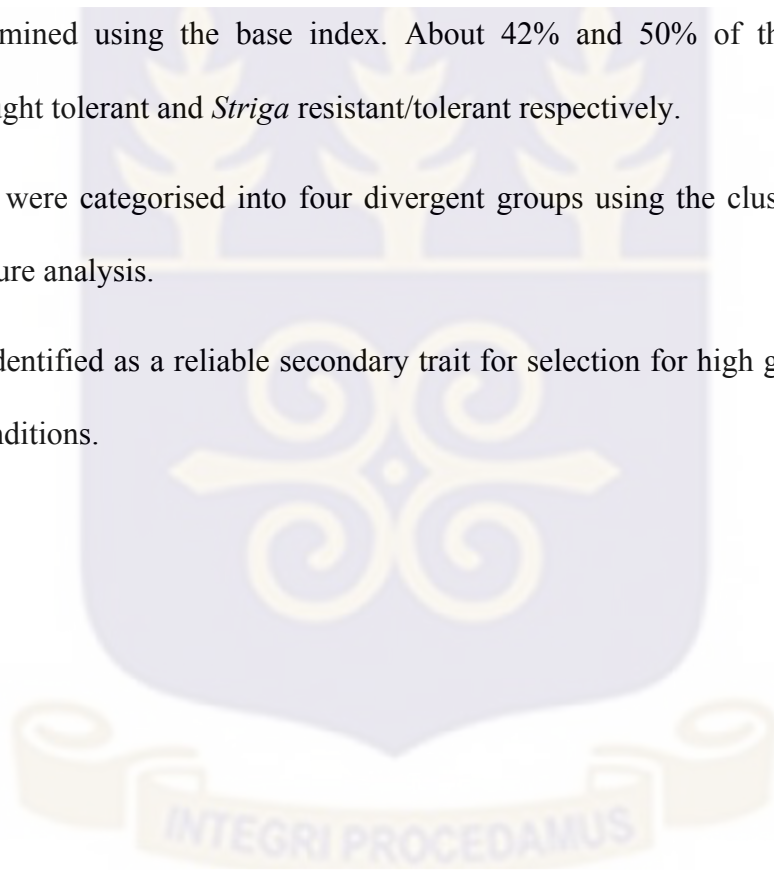 mined using the base index. About 42% and 50% of th
ght tolerant and Striga resistant/tolerant respectively.
were categorised into four divergent groups using the clus
ure analysis.
dentified as a reliable secondary trait for selection for high g
nditions.
INTEGRI PROCEDAMUS